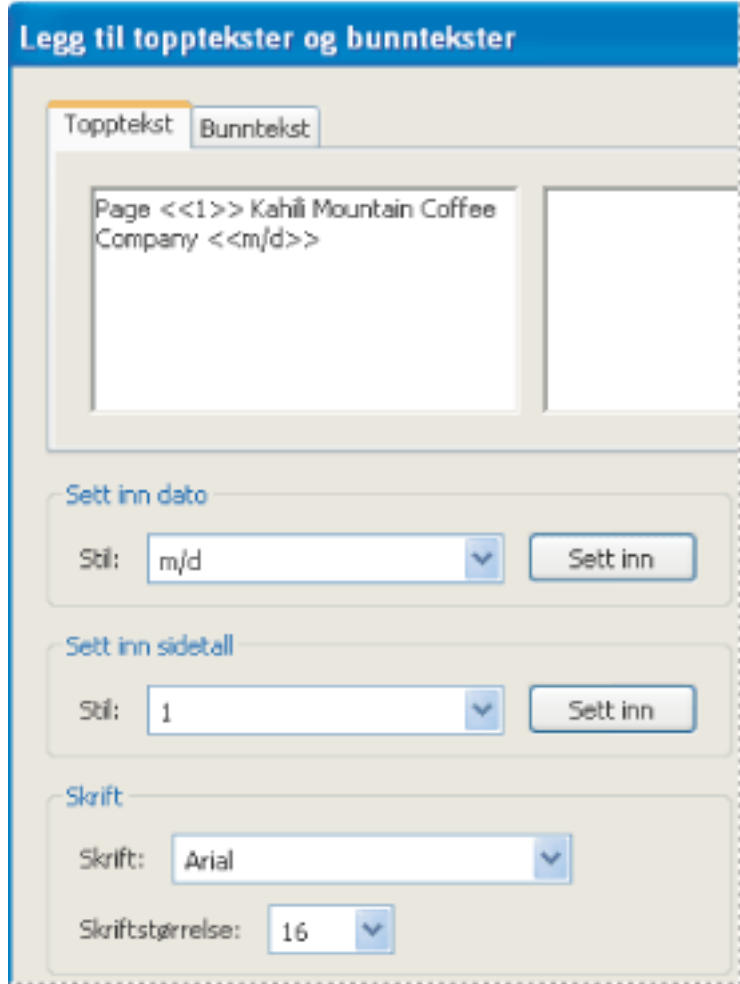 Legg til topptekster og bunntekster
Topptekst
Bunntekst
Page <<1>> Kahili Mountain Coffee
Company <<m/d>>
Sett inn dato
Stil: m/d Sett inn
Sett inn sidetall
Stil: 1 Sett inn
Skrift
Skrift: Arial
Skriftstørrelse: 16